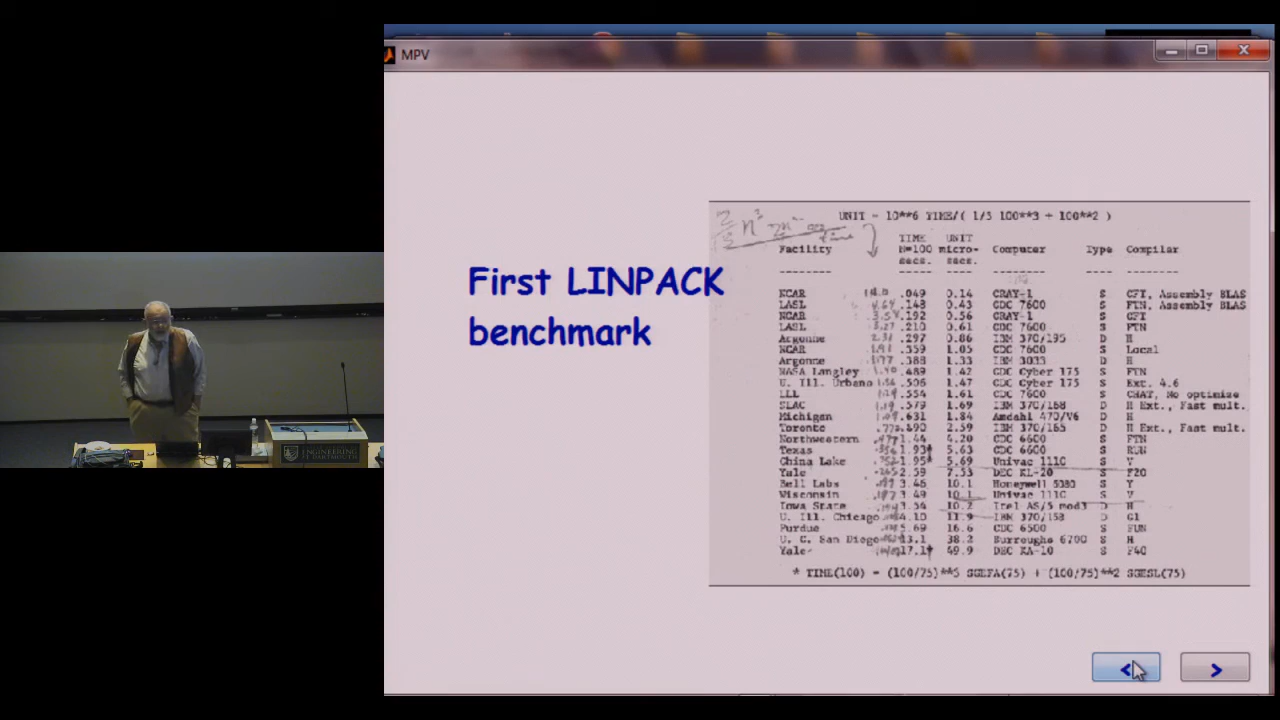 MPV
First LINPACK
benchmark
UNIT = 10**6 TIME/( 1/3 100**3 + 100**2 )
TIME UNIT
Facility N=100 micro- Computer Type Compiler
secs. secs.
NCAR .049 0.14 CRAY-1 S CFT, Assembly BLAS
LASL .148 0.43 CDC 7600 S FTN, Assembly BLAS
NCAR .192 0.56 CRAY-1 S CFT
LASL .210 0.61 CDC 7600 S FTN
Argonne .297 0.86 IBM 370/195 D H
NCAR .359 1.05 CDC 7600 S Local
Argonne .388 1.33 IBM 3033 D H
NASA Langley .489 1.42 CDC Cyber 175 S FTN
U. Ill. Urbana .506 1.47 CDC Cyber 175 S Ext. 4.6
LLL .554 1.61 CDC 7600 S CHAT, No optimize
SLAC .579 1.69 IBM 370/168 D H Ext., Fast mult.
Michigan .631 1.84 Amdahl 470/V6 D H
Toronto .890 2.59 IBM 370/165 D H Ext., Fast mult.
Northwestern 1.44 4.20 CDC 6600 S FTN
Texas 1.93* 5.63 CDC 6600 S RUN
China Lake 1.95* 5.69 Univac 1110 S V
Yale 2.59 7.53 DEC KL-20 S F20
Bell Labs 3.46 10.1 Honeywell 6080 S Y
Wisconsin 3.49 10.1 Univac 1110 S V
Iowa State 3.54 10.2 Itel AS/5 mod3 D H
U. Ill. Chicago 4.10 11.9 IBM 370/158 D G1
Purdue 5.69 16.6 CDC 6500 S FUN
U. C. San Diego 13.1 38.2 Burroughs 6700 S H
Yale 17.1* 49.9 DEC KA-10 S F40
* TIME(100) = (100/75)**3 SGEFA(75) + (100/75)**2 SGESL(75)
ENGINEERING
DARTMOUTH